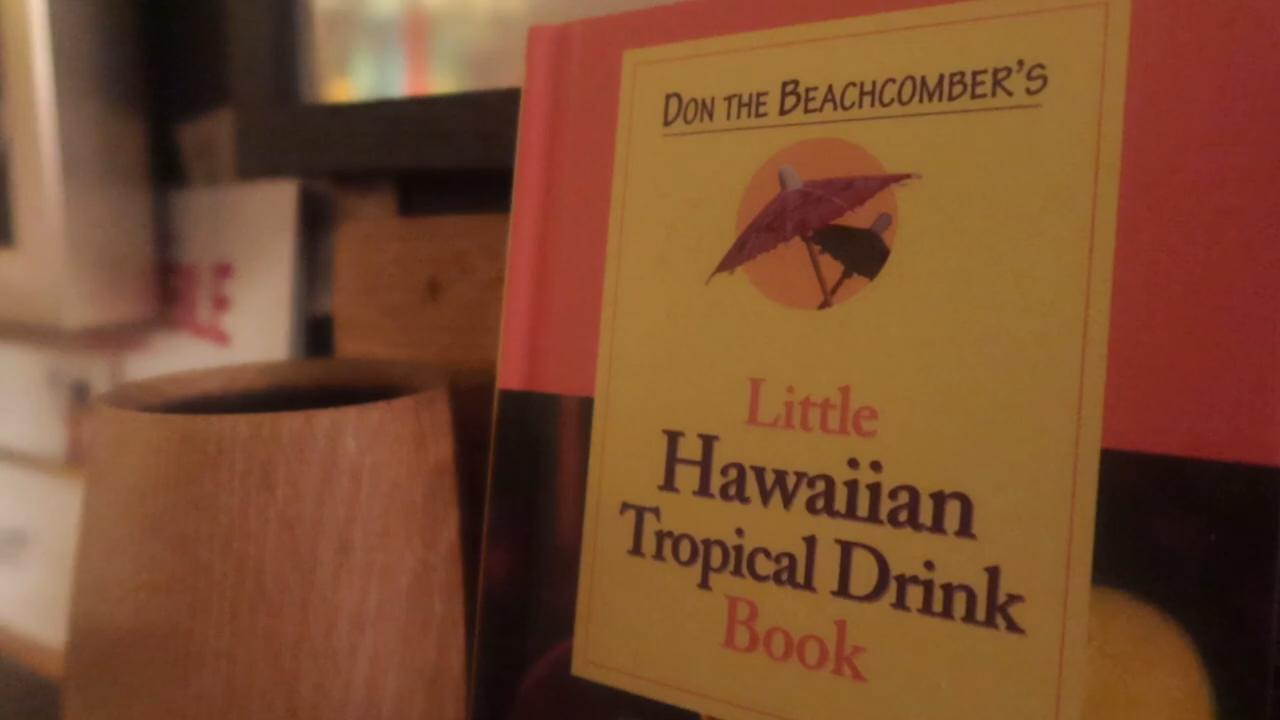 DON THE BEACHCOMBER'S
Little
Hawaiian
Tropical Drink
Book